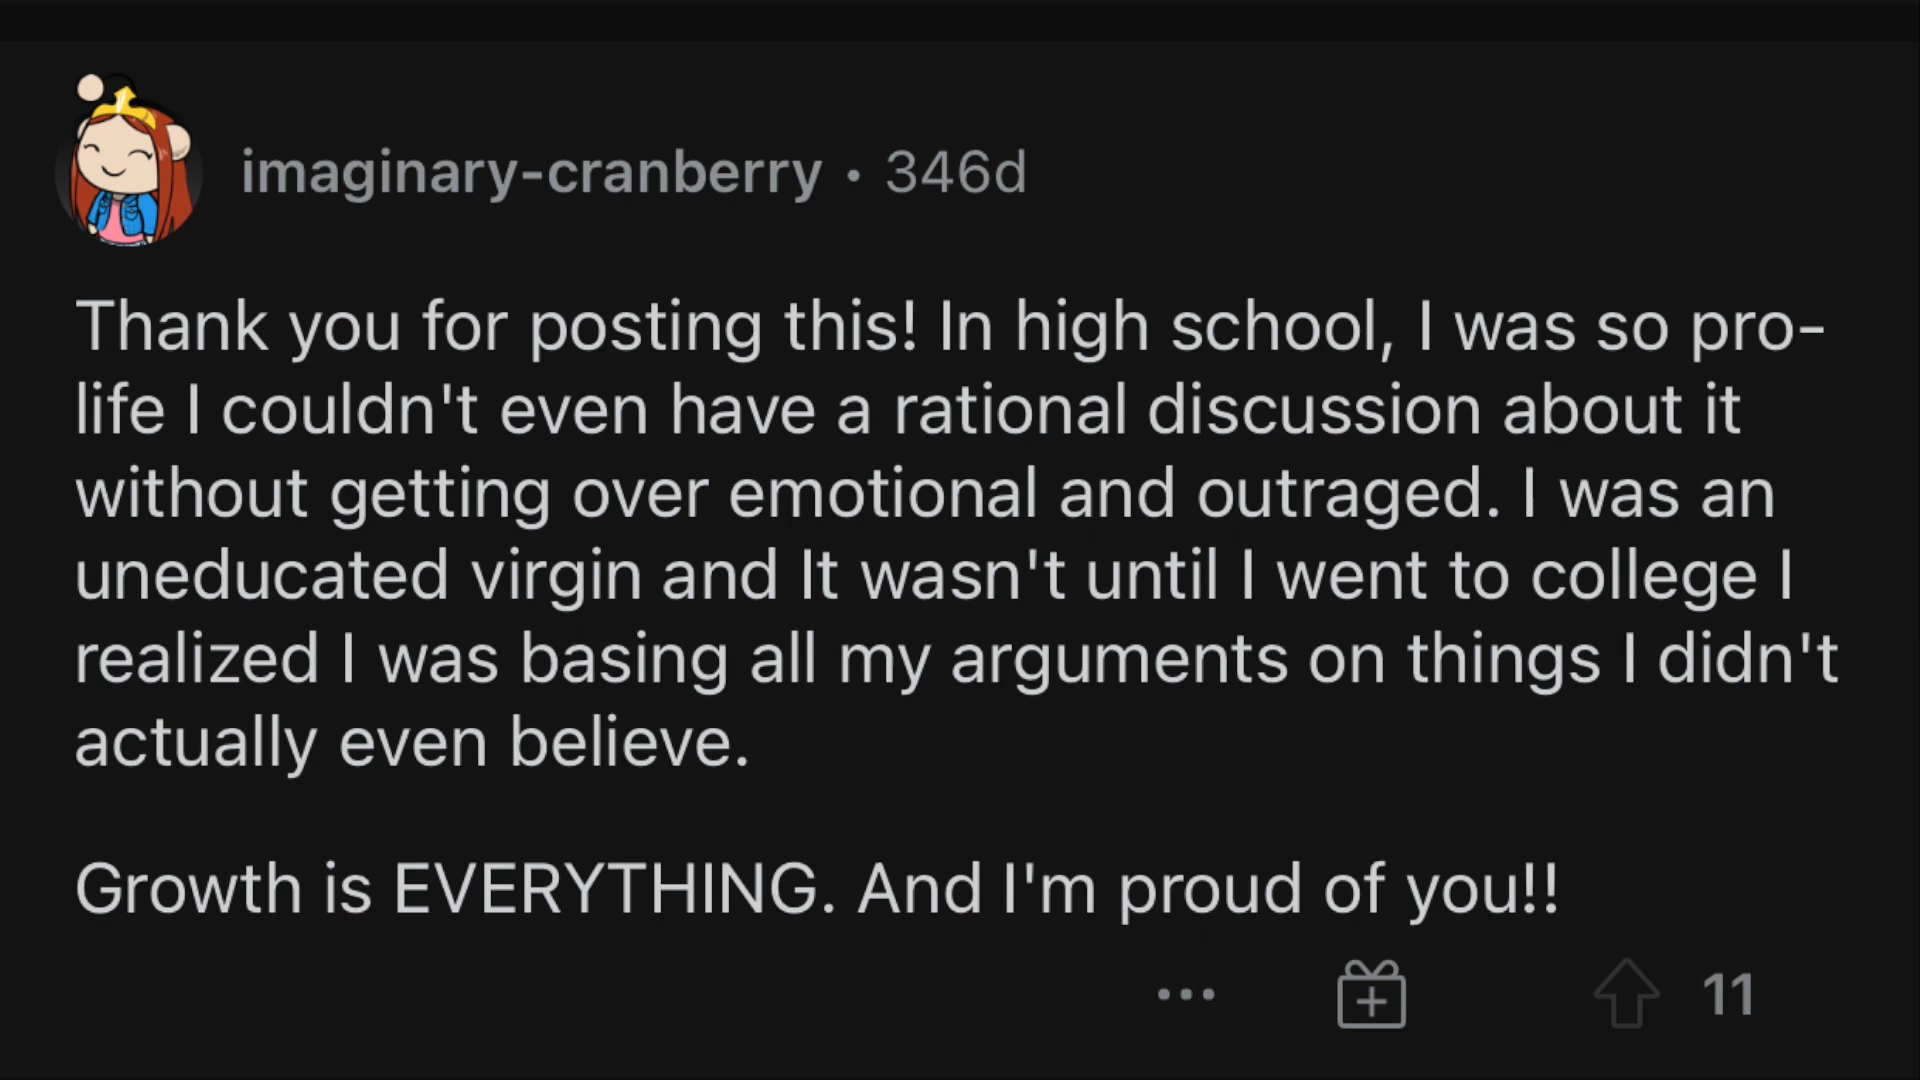 imaginary-cranberry • 346d
Thank you for posting this! In high school, I was so pro-
life I couldn't even have a rational discussion about it
without getting over emotional and outraged. I was an
uneducated virgin and It wasn't until I went to college I
realized I was basing all my arguments on things I didn't
actually even believe.
Growth is EVERYTHING. And I'm proud of you!!
11